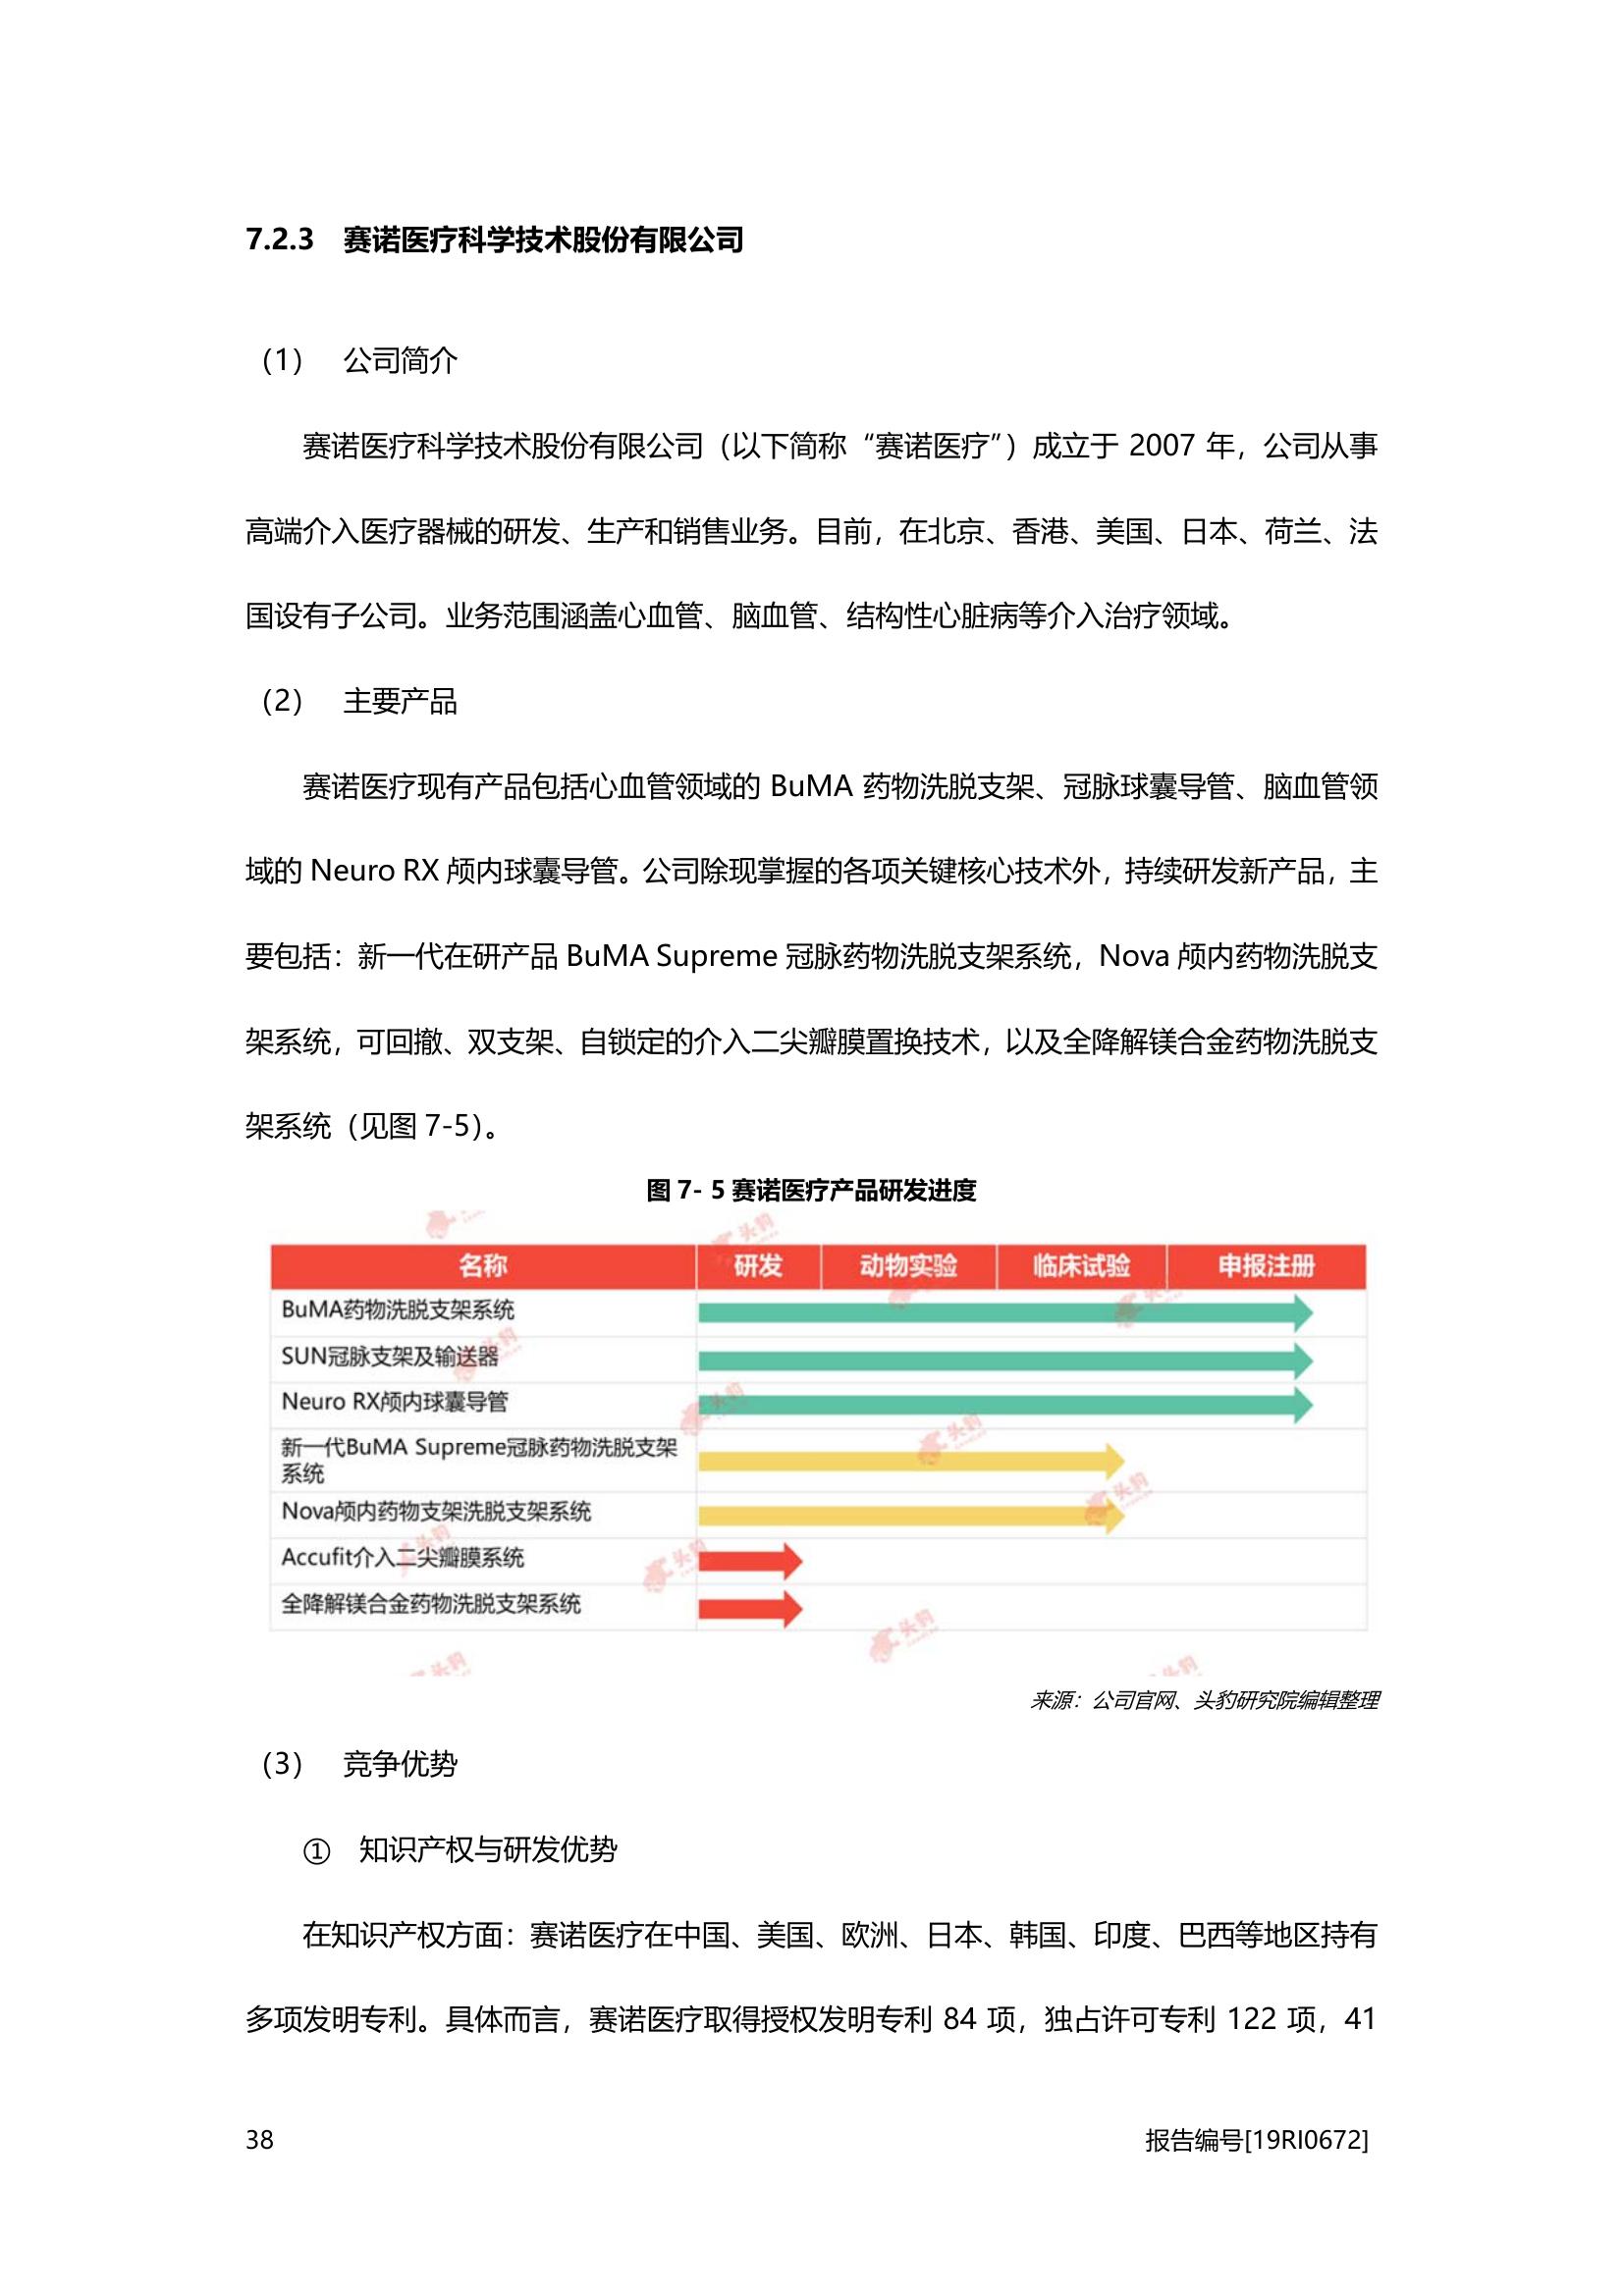 7.2.3 赛诺医疗科学技术股份有限公司
（1） 公司简介
赛诺医疗科学技术股份有限公司（以下简称“赛诺医疗”）成立于 2007 年，公司从事
高端介入医疗器械的研发、生产和销售业务。目前，在北京、香港、美国、日本、荷兰、法
国设有子公司。业务范围涵盖心血管、脑血管、结构性心脏病等介入治疗领域。
（2） 主要产品
赛诺医疗现有产品包括心血管领域的 BuMA 药物洗脱支架、冠脉球囊导管、脑血管领
域的 Neuro RX 颅内球囊导管。公司除现掌握的各项关键核心技术外，持续研发新产品，主
要包括：新一代在研产品 BuMA Supreme 冠脉药物洗脱支架系统，Nova 颅内药物洗脱支
架系统，可回撤、双支架、自锁定的介入二尖瓣膜置换技术，以及全降解镁合金药物洗脱支
架系统（见图 7-5）。
图 7- 5 赛诺医疗产品研发进度
名称 研发 动物实验 临床试验 申报注册
BuMA药物洗脱支架系统
SUN冠脉支架及输送器
Neuro RX颅内球囊导管
新一代BuMA Supreme冠脉药物洗脱支架
系统
Nova颅内药物支架洗脱支架系统
Accufit介入二尖瓣膜系统
全降解镁合金药物洗脱支架系统
来源：公司官网、头豹研究院编辑整理
（3） 竞争优势
① 知识产权与研发优势
在知识产权方面：赛诺医疗在中国、美国、欧洲、日本、韩国、印度、巴西等地区持有
多项发明专利。具体而言，赛诺医疗取得授权发明专利 84 项，独占许可专利 122 项，41
38 报告编号[19RI0672]